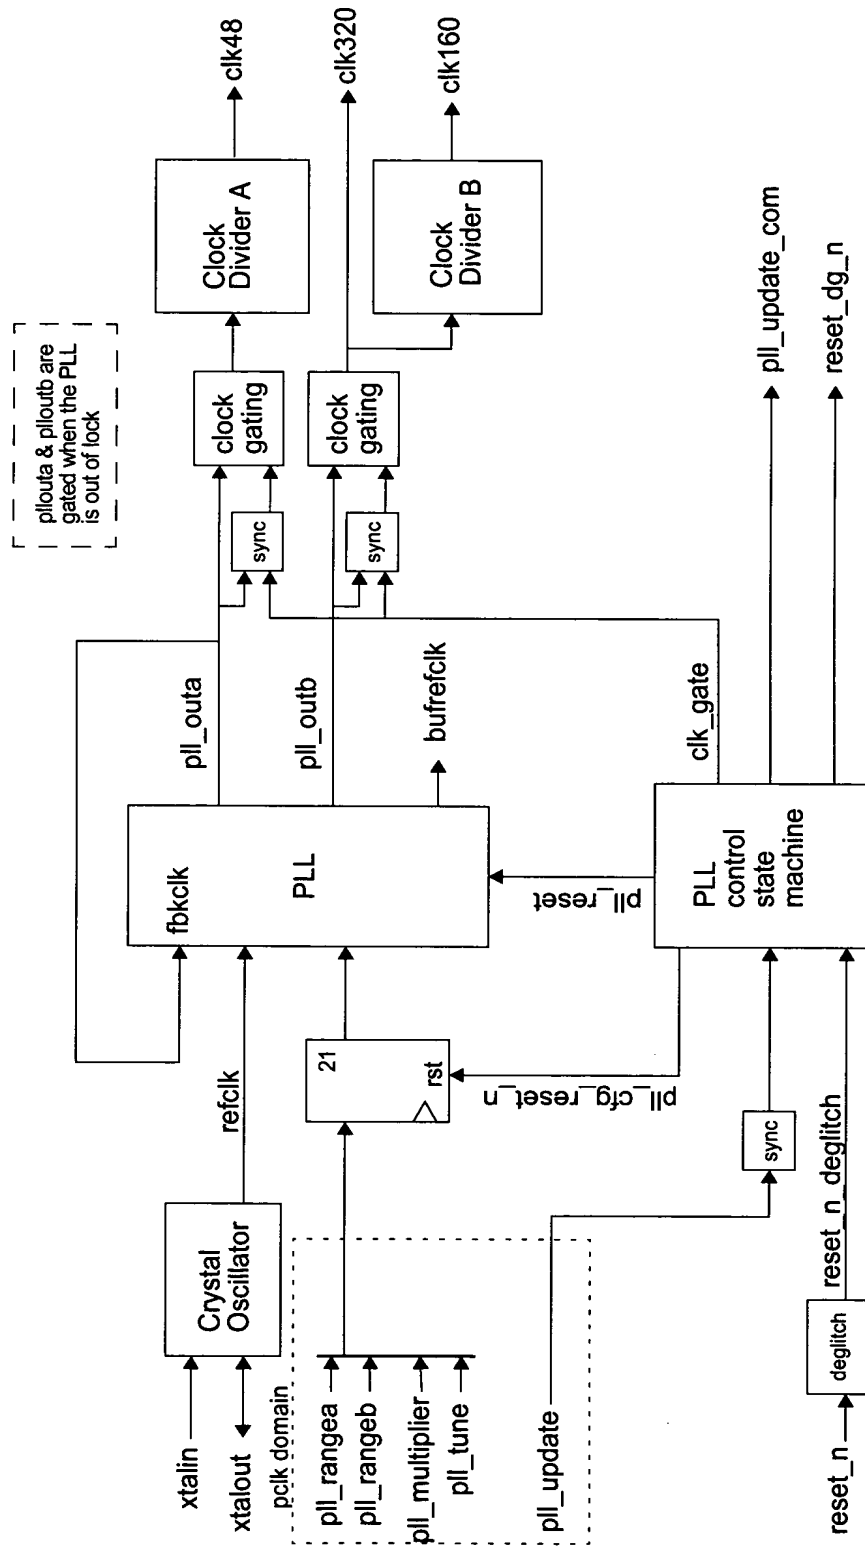 pllouta & plloutb are
gated when the PLL
is out of lock
xtalin
xtalout
Crystal
Oscillator
refclk
fbkclk
PLL
pll_outa
pll_outb
bufrefclk
sync
clock
gating
Clock
Divider A
clk48
sync
clock
gating
clk320
Clock
Divider B
clk160
pclk domain
pll_rangea
pll_rangeb
pll_multiplier
pll_tune
pll_update
21
rst
pll_cfg_reset_n
pll_reset
sync
PLL
control
state
machine
clk_gate
pll_update_com
reset_dg_n
reset_n
deglitch
reset_n_deglitch